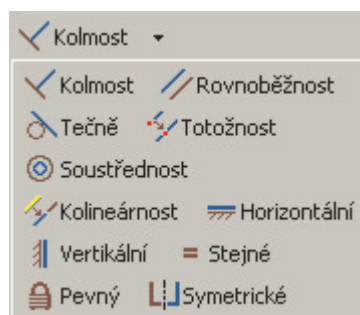 Kolmost
Kolmost Rovnoběžnost
Tečně Totožnost
Soustřednost
Kolineárnost Horizontální
Vertikální = Stejné
Pevný Symetrické